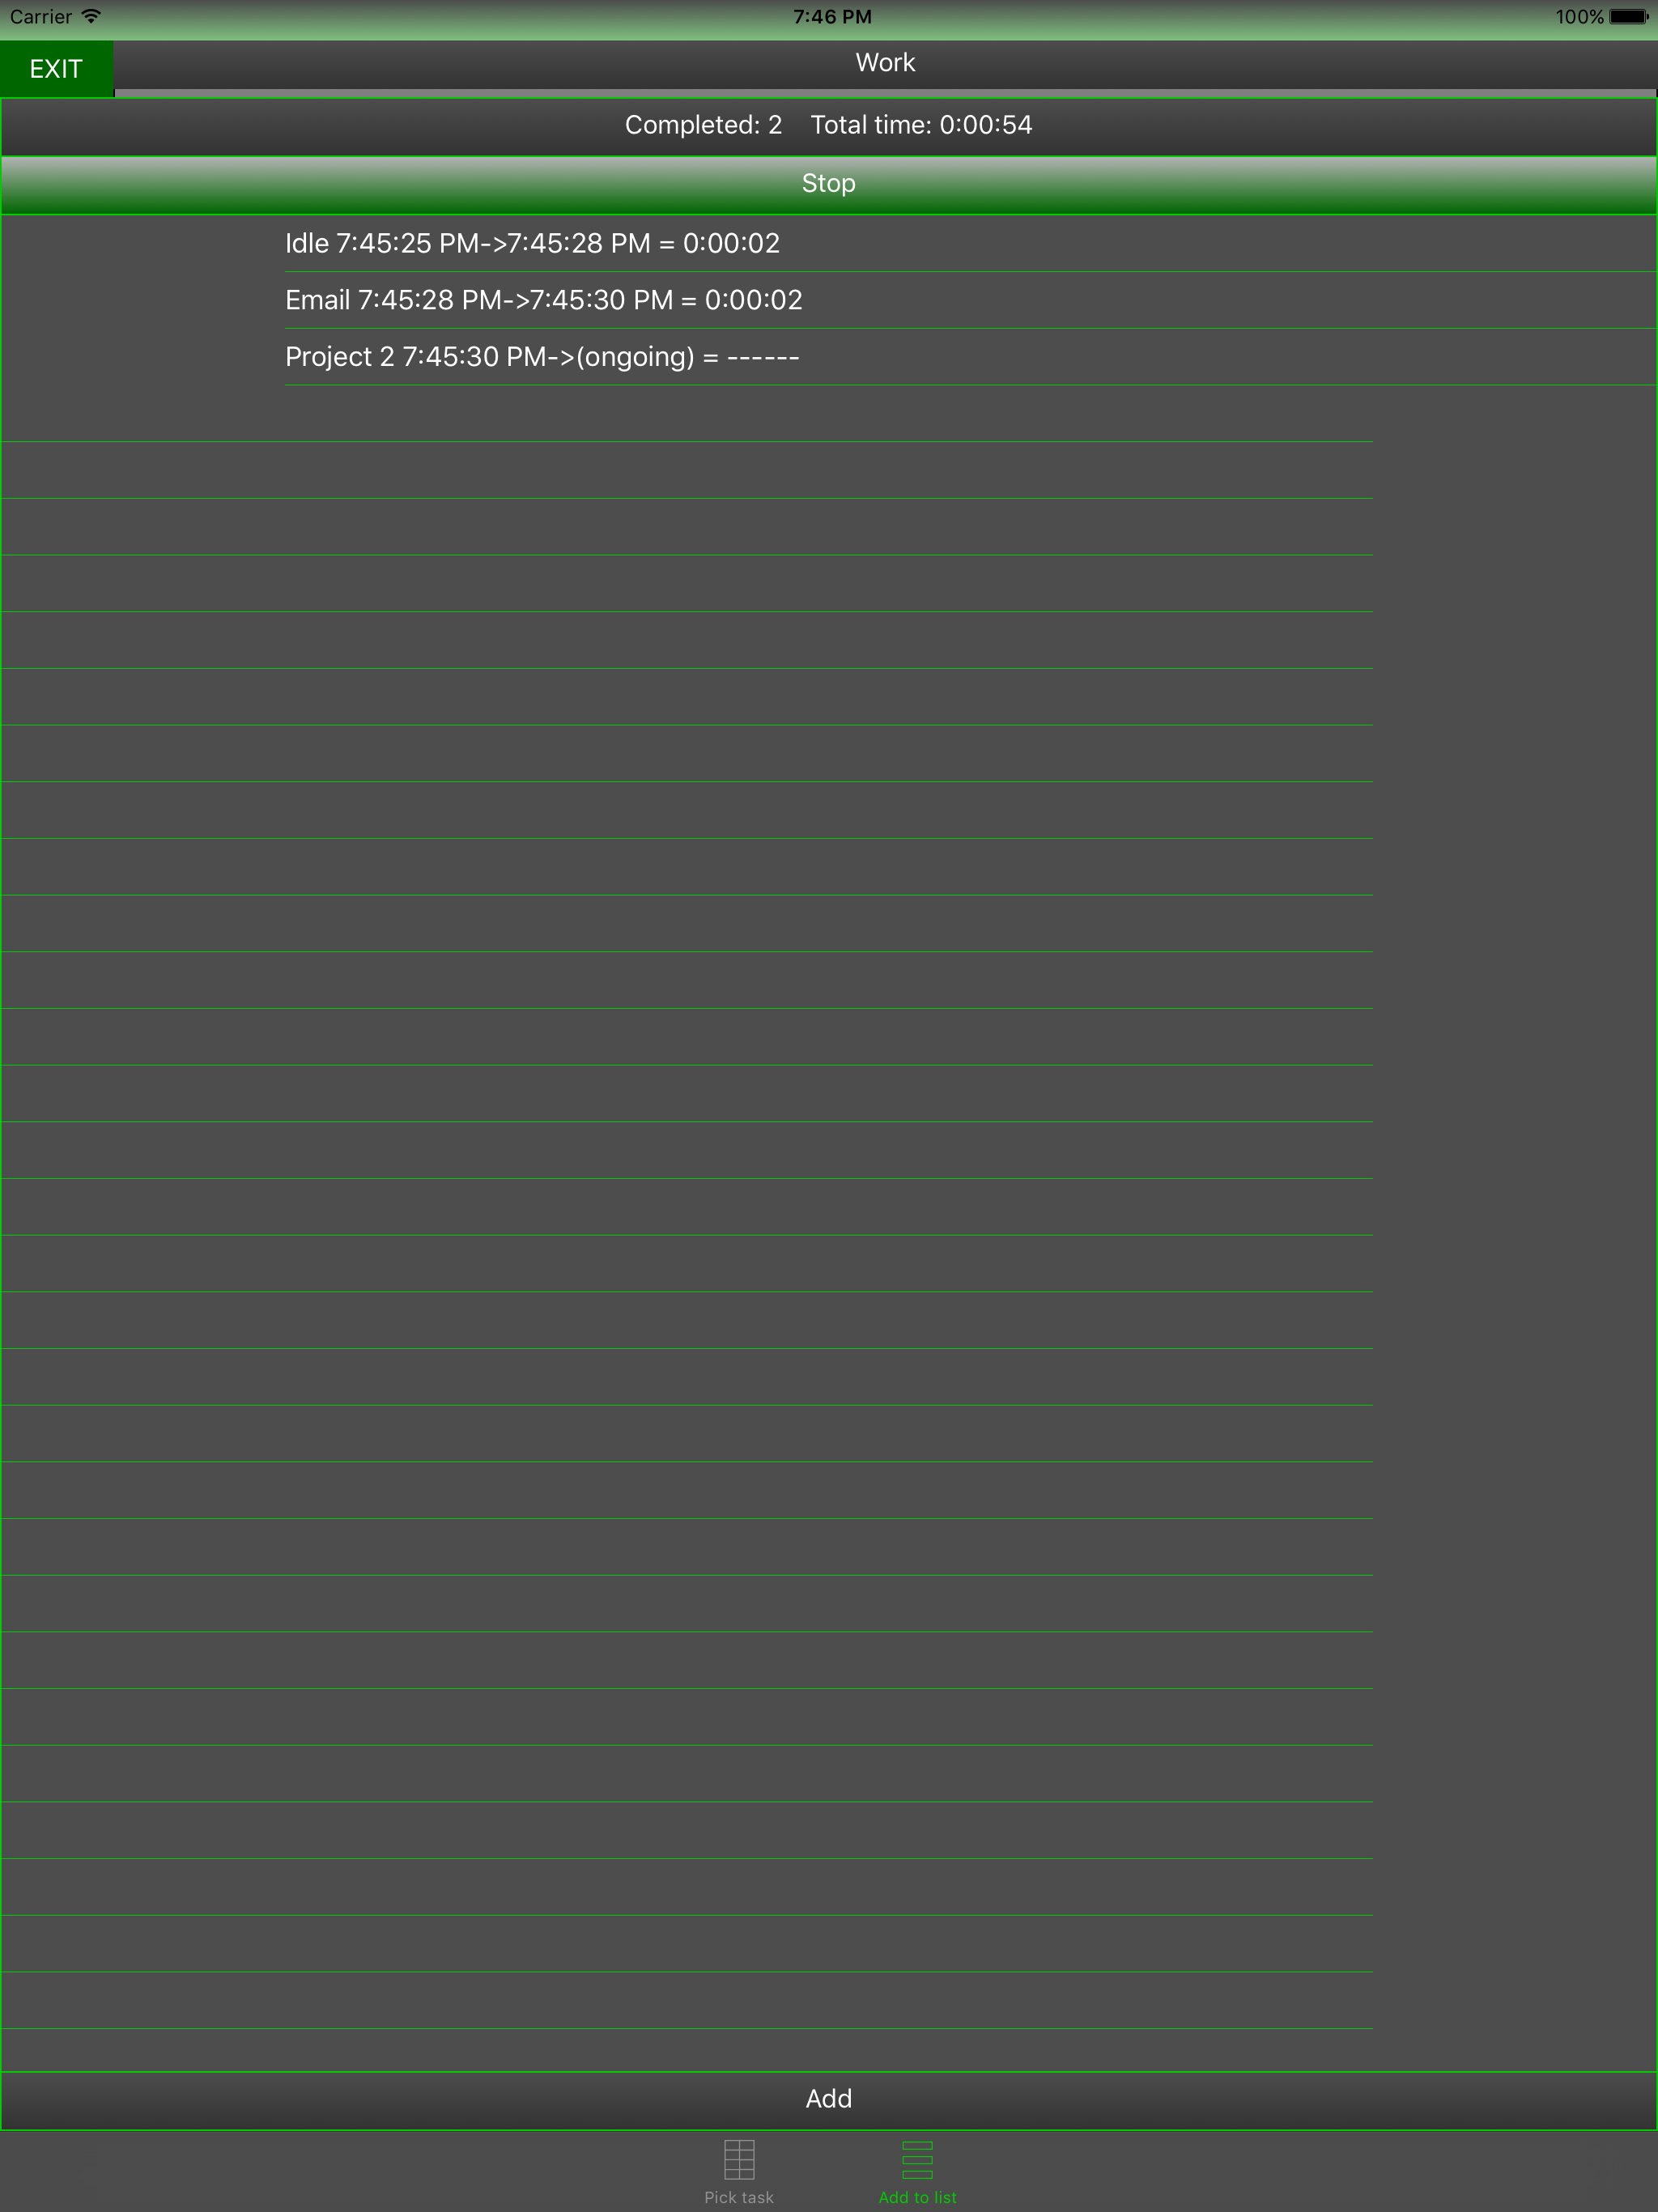 Carrier 7:46 PM 100%
EXIT Work
Completed: 2 Total time: 0:00:54
Stop
Idle 7:45:25 PM->7:45:28 PM = 0:00:02
Email 7:45:28 PM->7:45:30 PM = 0:00:02
Project 2 7:45:30 PM->(ongoing) = ------
Add
Pick task Add to list